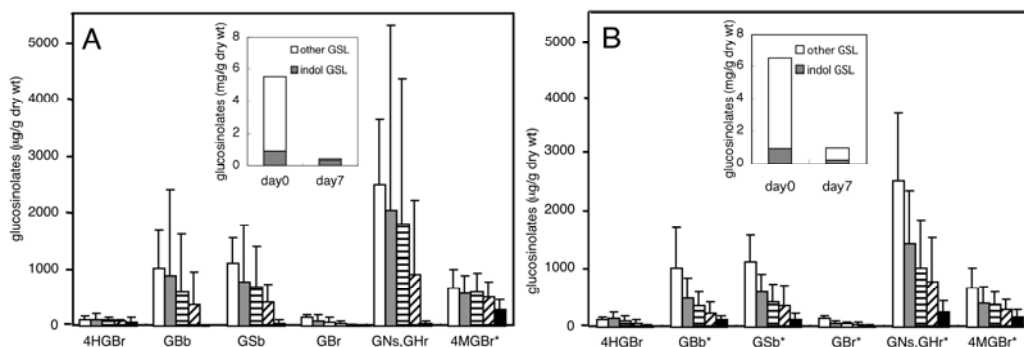 A
glucosinolates (µg/g dry wt)
5000
4000
3000
2000
1000
0
4HGBr
GBb
GSb
GBr
GNs,GHr
4MGBr*
glucosinolates (mg/g dry wt)
8
6
4
2
0
other GSL
indol GSL
day0
day7
B
glucosinolates (µg/g dry wt)
5000
4000
3000
2000
1000
0
4HGBr
GBb*
GSb*
GBr*
GNs,GHr*
4MGBr*
glucosinolates (mg/g dry wt)
8
6
4
2
0
other GSL
indol GSL
day0
day7